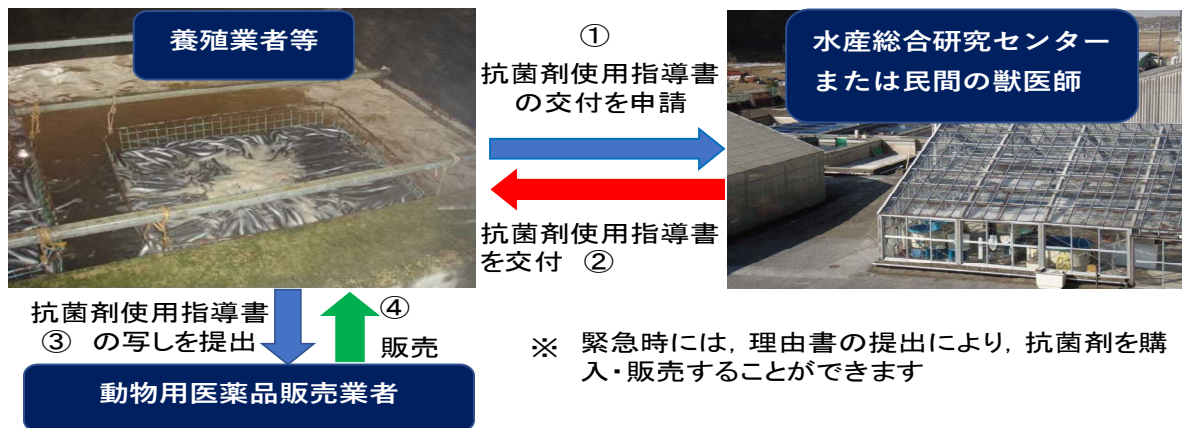 養殖業者等
①
抗菌剤使用指導書
の交付を申請
水産総合研究センター
または民間の獣医師
抗菌剤使用指導書
を交付 ②
抗菌剤使用指導書
③ の写しを提出
④
販売
動物用医薬品販売業者
※ 緊急時には，理由書の提出により，抗菌剤を購
入・販売することができます